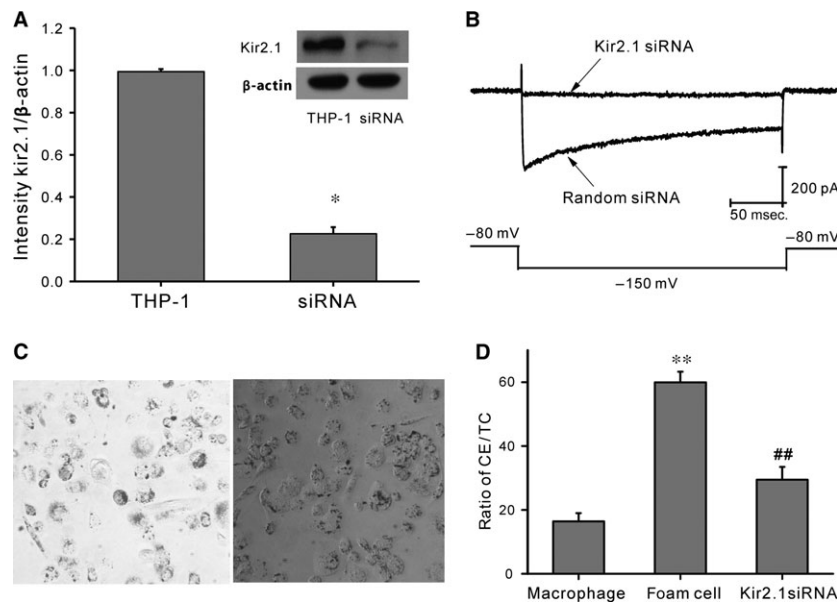 A
Intensity kir2.1/β-actin
1.2
1.0
0.8
0.6
0.4
0.2
0.0
*
THP-1
siRNA
Kir2.1
β-actin
THP-1 siRNA
B
Kir2.1 siRNA
Random siRNA
200 pA
50 msec.
–80 mV
–80 mV
–150 mV
C
D
Ratio of CE/TC
60
40
20
0
**
##
Macrophage
Foam cell
Kir2.1siRNA